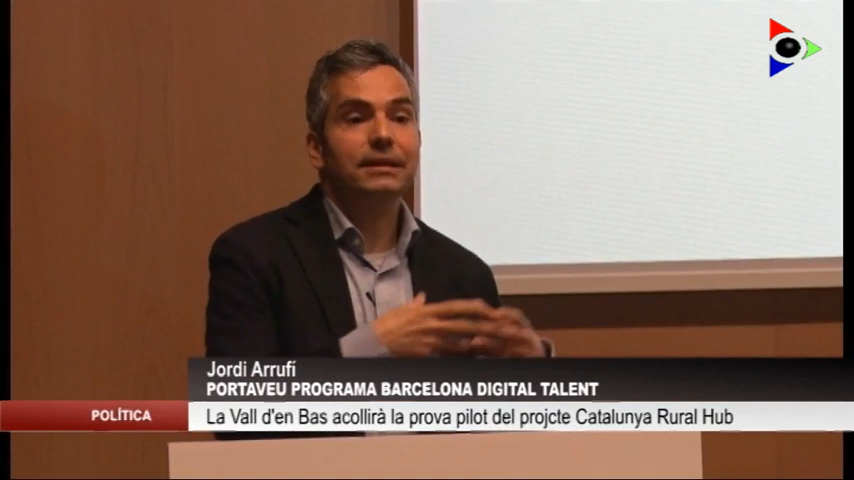 Jordi Arrufí
PORTAVEU PROGRAMA BARCELONA DIGITAL TALENT
POLÍTICA
La Vall d'en Bas acollirà la prova pilot del projcte Catalunya Rural Hub